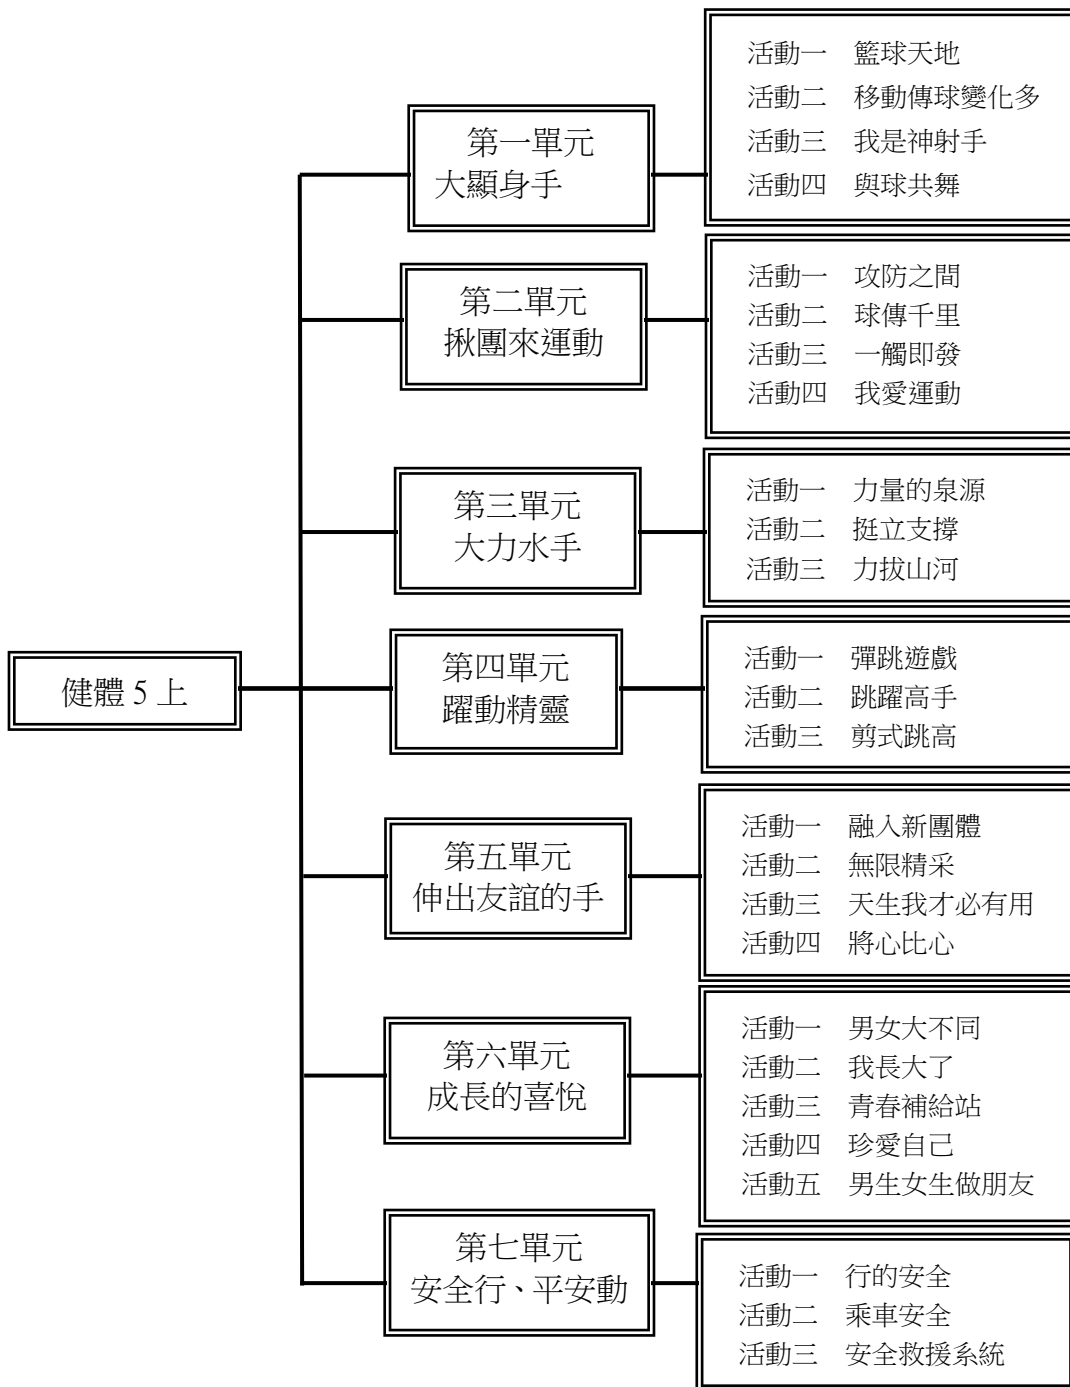 健體 5 上
第一單元
大顯身手
活動一　籃球天地
活動二　移動傳球變化多
活動三　我是神射手
活動四　與球共舞
第二單元
揪團來運動
活動一　攻防之間
活動二　球傳千里
活動三　一觸即發
活動四　我愛運動
第三單元
大力水手
活動一　力量的泉源
活動二　挺立支撐
活動三　力拔山河
第四單元
躍動精靈
活動一　彈跳遊戲
活動二　跳躍高手
活動三　剪式跳高
第五單元
伸出友誼的手
活動一　融入新團體
活動二　無限精采
活動三　天生我才必有用
活動四　將心比心
第六單元
成長的喜悅
活動一　男女大不同
活動二　我長大了
活動三　青春補給站
活動四　珍愛自己
活動五　男生女生做朋友
第七單元
安全行、平安動
活動一　行的安全
活動二　乘車安全
活動三　安全救援系統